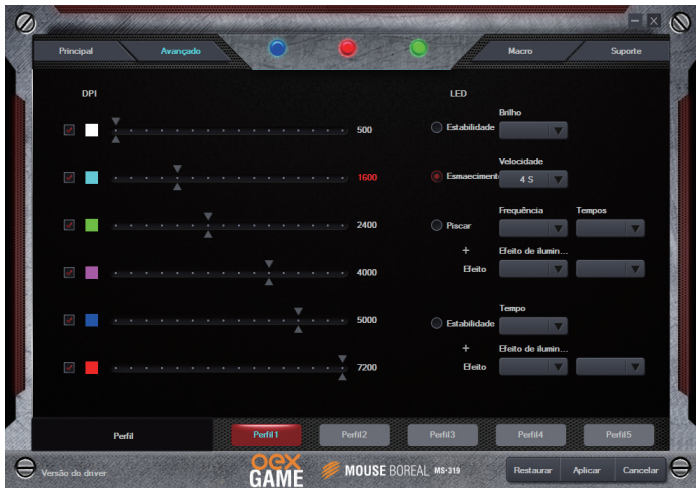 Principal
Avançado
Macro
Suporte
DPI
LED
500
1600
2400
4000
5000
7200
Brilho
Estabilidade
Velocidade
Esmaecimento
4 S
Frequência Tempos
Piscar
+ Efeito de ilumin...
Efeito
Tempo
Estabilidade
+ Efeito de ilumin...
Efeito
Perfil
Perfil1
Perfil2
Perfil3
Perfil4
Perfil5
Versão do driver
oex
GAME
MOUSE BOREAL MS-319
Restaurar
Aplicar
Cancelar